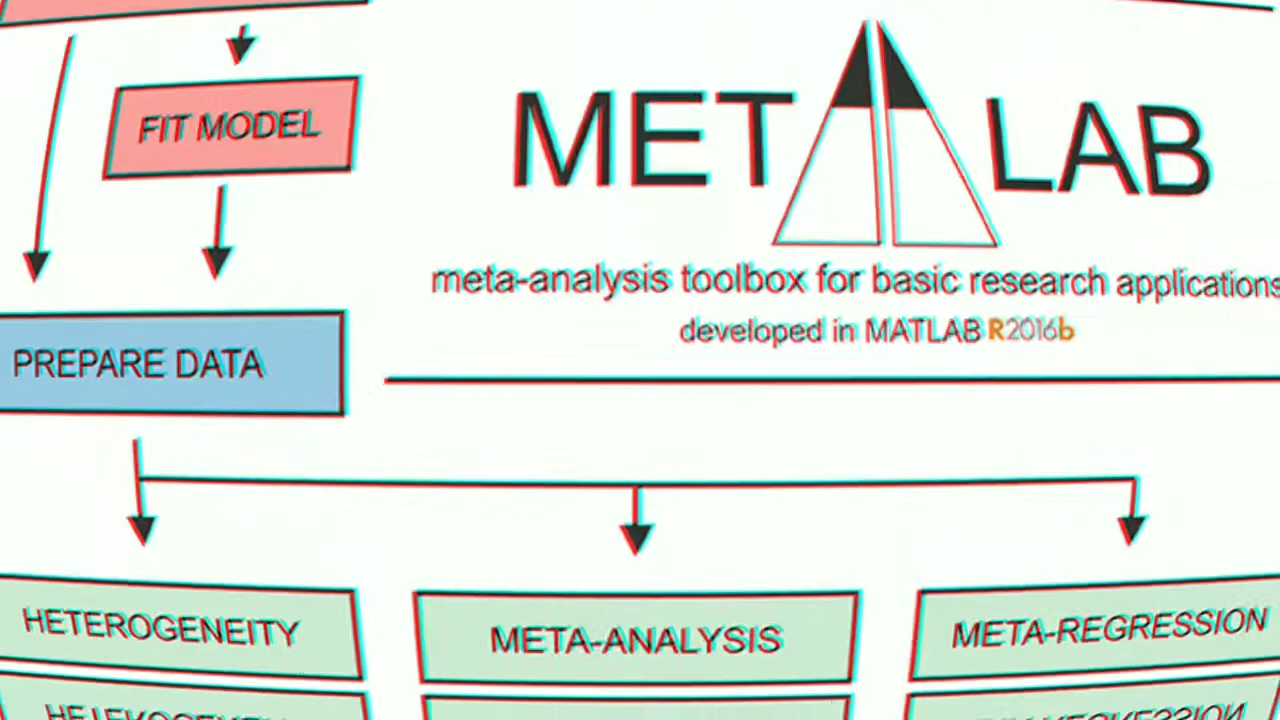 FIT MODEL
METALAB
meta-analysis toolbox for basic research applications
developed in MATLAB R2016b
PREPARE DATA
HETEROGENEITY
META-ANALYSIS
META-REGRESSION